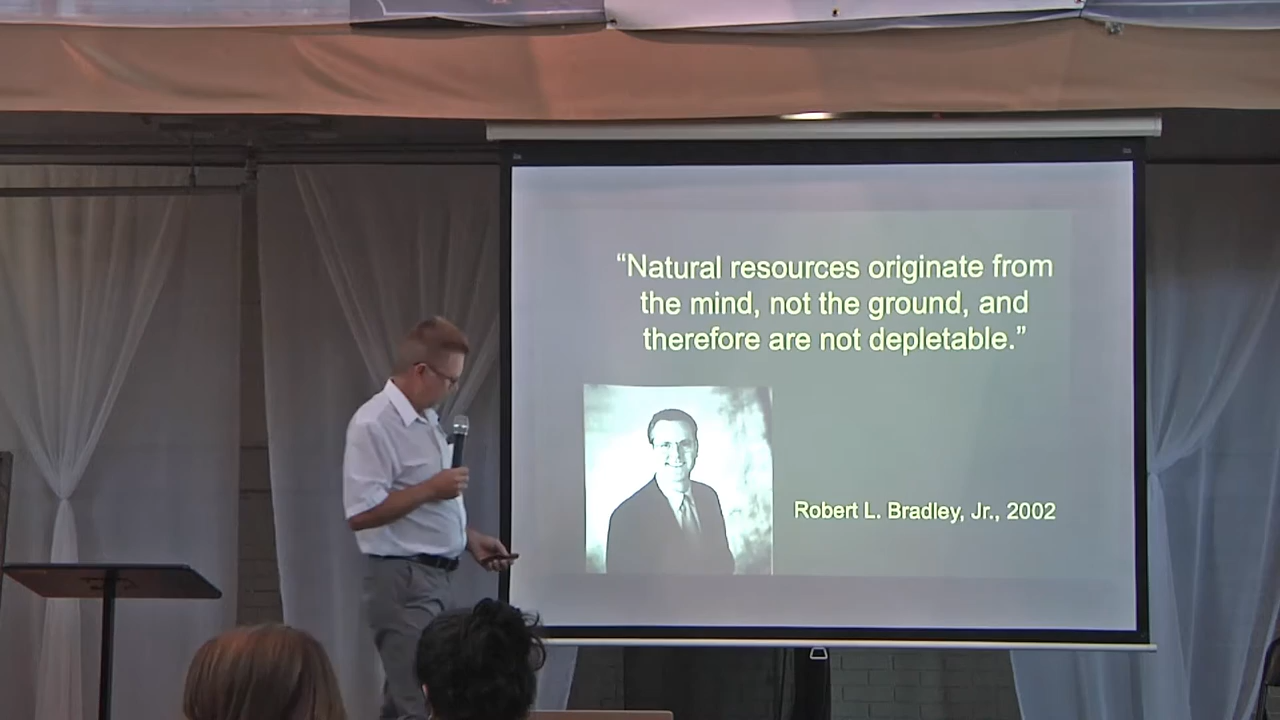 “Natural resources originate from
the mind, not the ground, and
therefore are not depletable.”
Robert L. Bradley, Jr., 2002